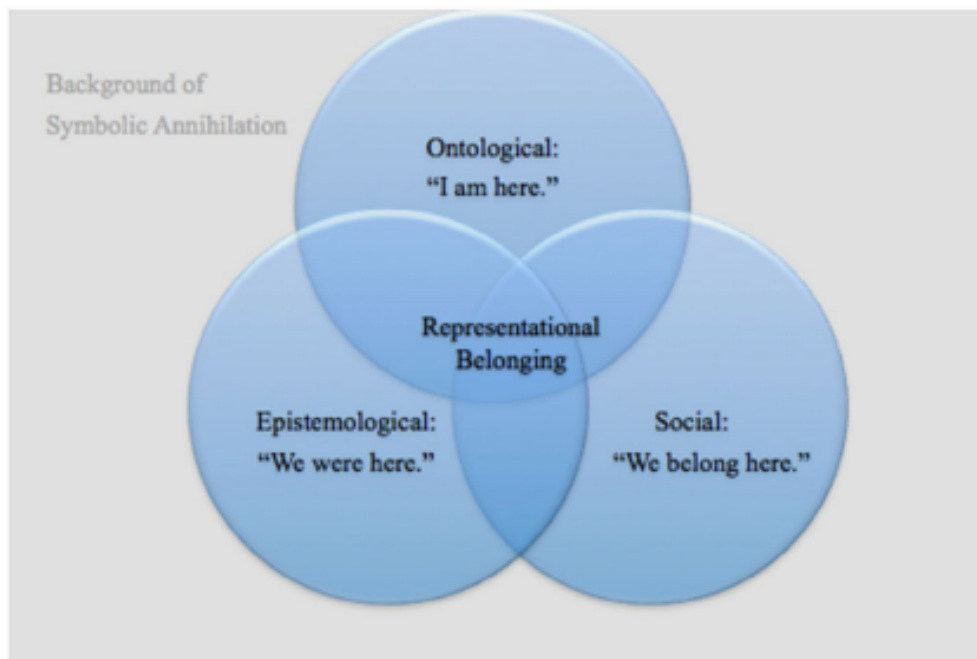 Background of
Symbolic Annihilation
Ontological:
“I am here.”
Representational
Belonging
Epistemological:
“We were here.”
Social:
“We belong here.”